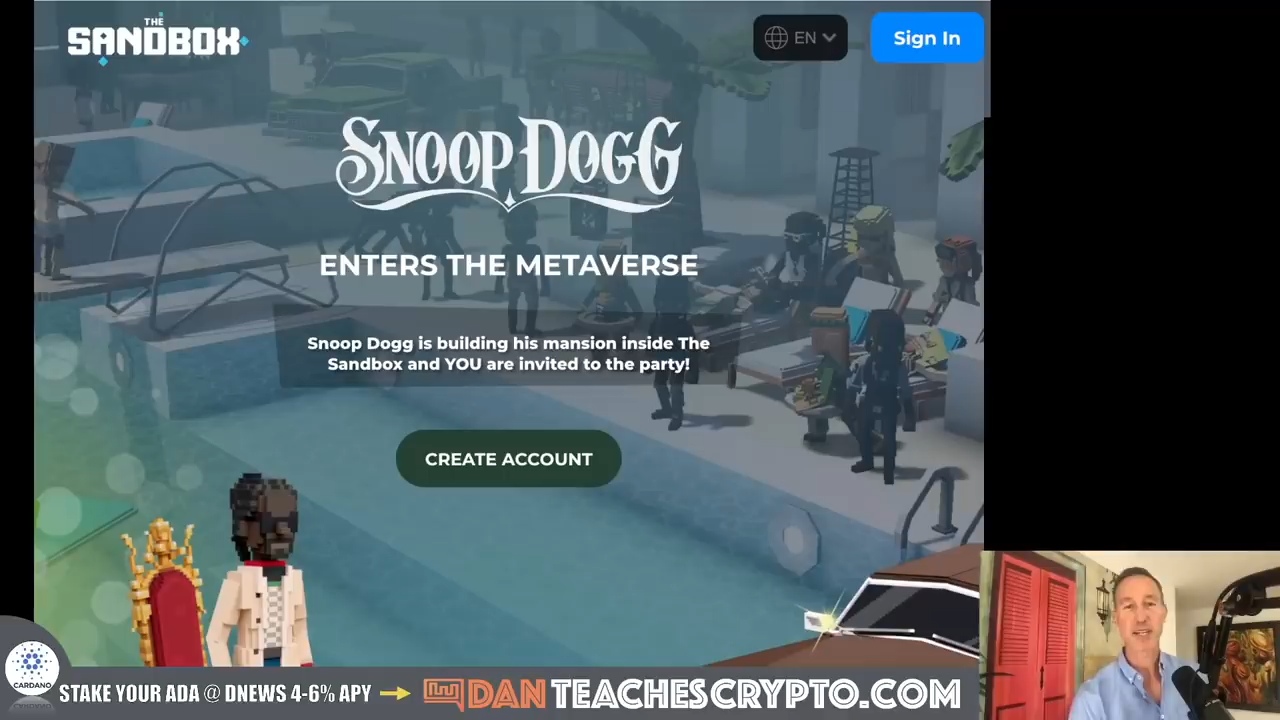 THE
SANDBOX
EN
Sign In
SNOOP DOGG
ENTERS THE METAVERSE
Snoop Dogg is building his mansion inside The
Sandbox and YOU are invited to the party!
CREATE ACCOUNT
CARDANO
STAKE YOUR ADA @ DNEWS 4-6% APY
DANTEACHESCRYPTO.COM